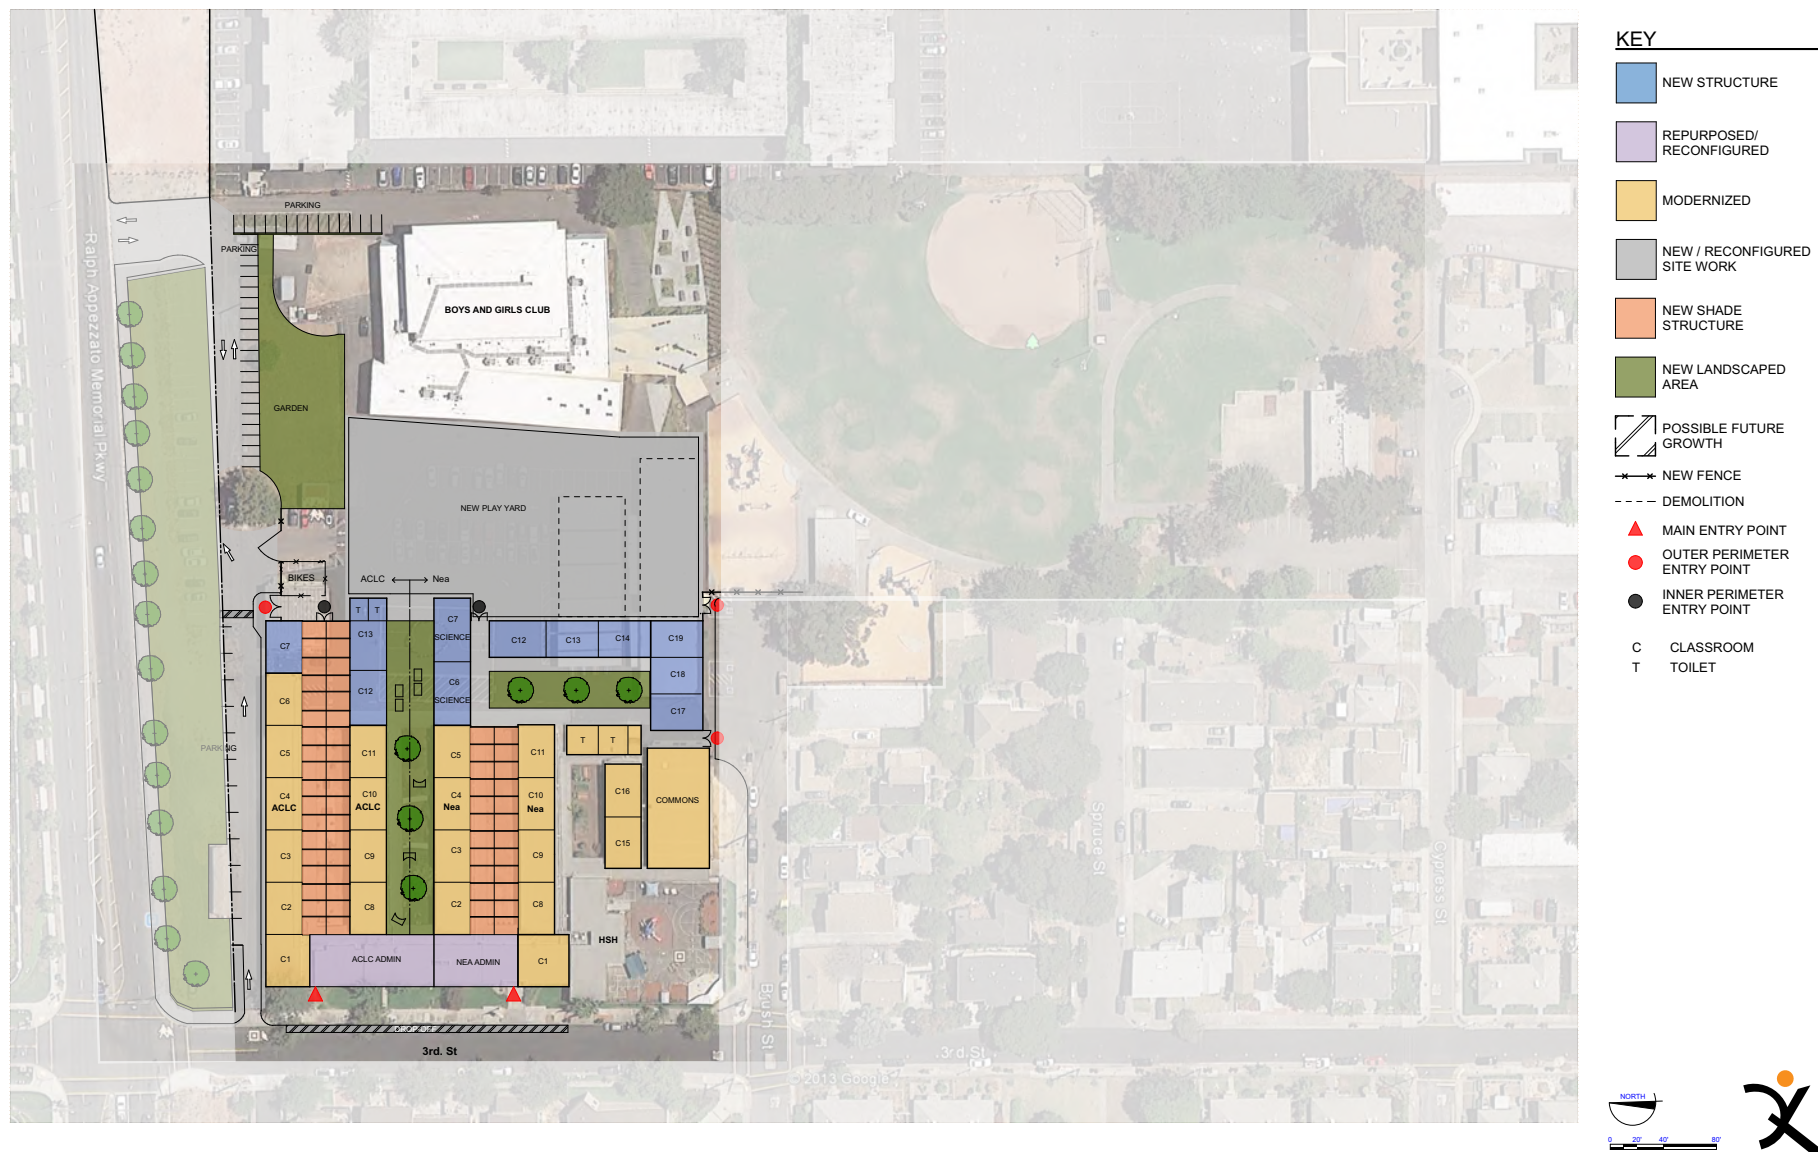 KEY
NEW STRUCTURE
REPURPOSED/
RECONFIGURED
MODERNIZED
NEW / RECONFIGURED
SITE WORK
NEW SHADE
STRUCTURE
NEW LANDSCAPED
AREA
POSSIBLE FUTURE
GROWTH
NEW FENCE
DEMOLITION
MAIN ENTRY POINT
OUTER PERIMETER
ENTRY POINT
INNER PERIMETER
ENTRY POINT
C CLASSROOM
T TOILET
PARKING
PARKING
Ralph Appezzato Memorial Pkwy
BOYS AND GIRLS CLUB
GARDEN
NEW PLAY YARD
BIKES
ACLC Nea
T T
C7
SCIENCE
C13
C12 C13 C14 C19
C7
C18
C6
SCIENCE
C12
C6
C17
PARKING
T T
C5 C11 C5 C11
C4
ACLC
C10
ACLC
C4
Nea
C10
Nea
C16
COMMONS
C15
C3 C9 C3 C9
C2 C8 C2 C8
HSH
C1 ACLC ADMIN NEA ADMIN C1
DROP OFF
3rd. St
3rd St
Brush St
Spruce St
Cypress St
© 2013 Google
NORTH
0 20' 40' 80'